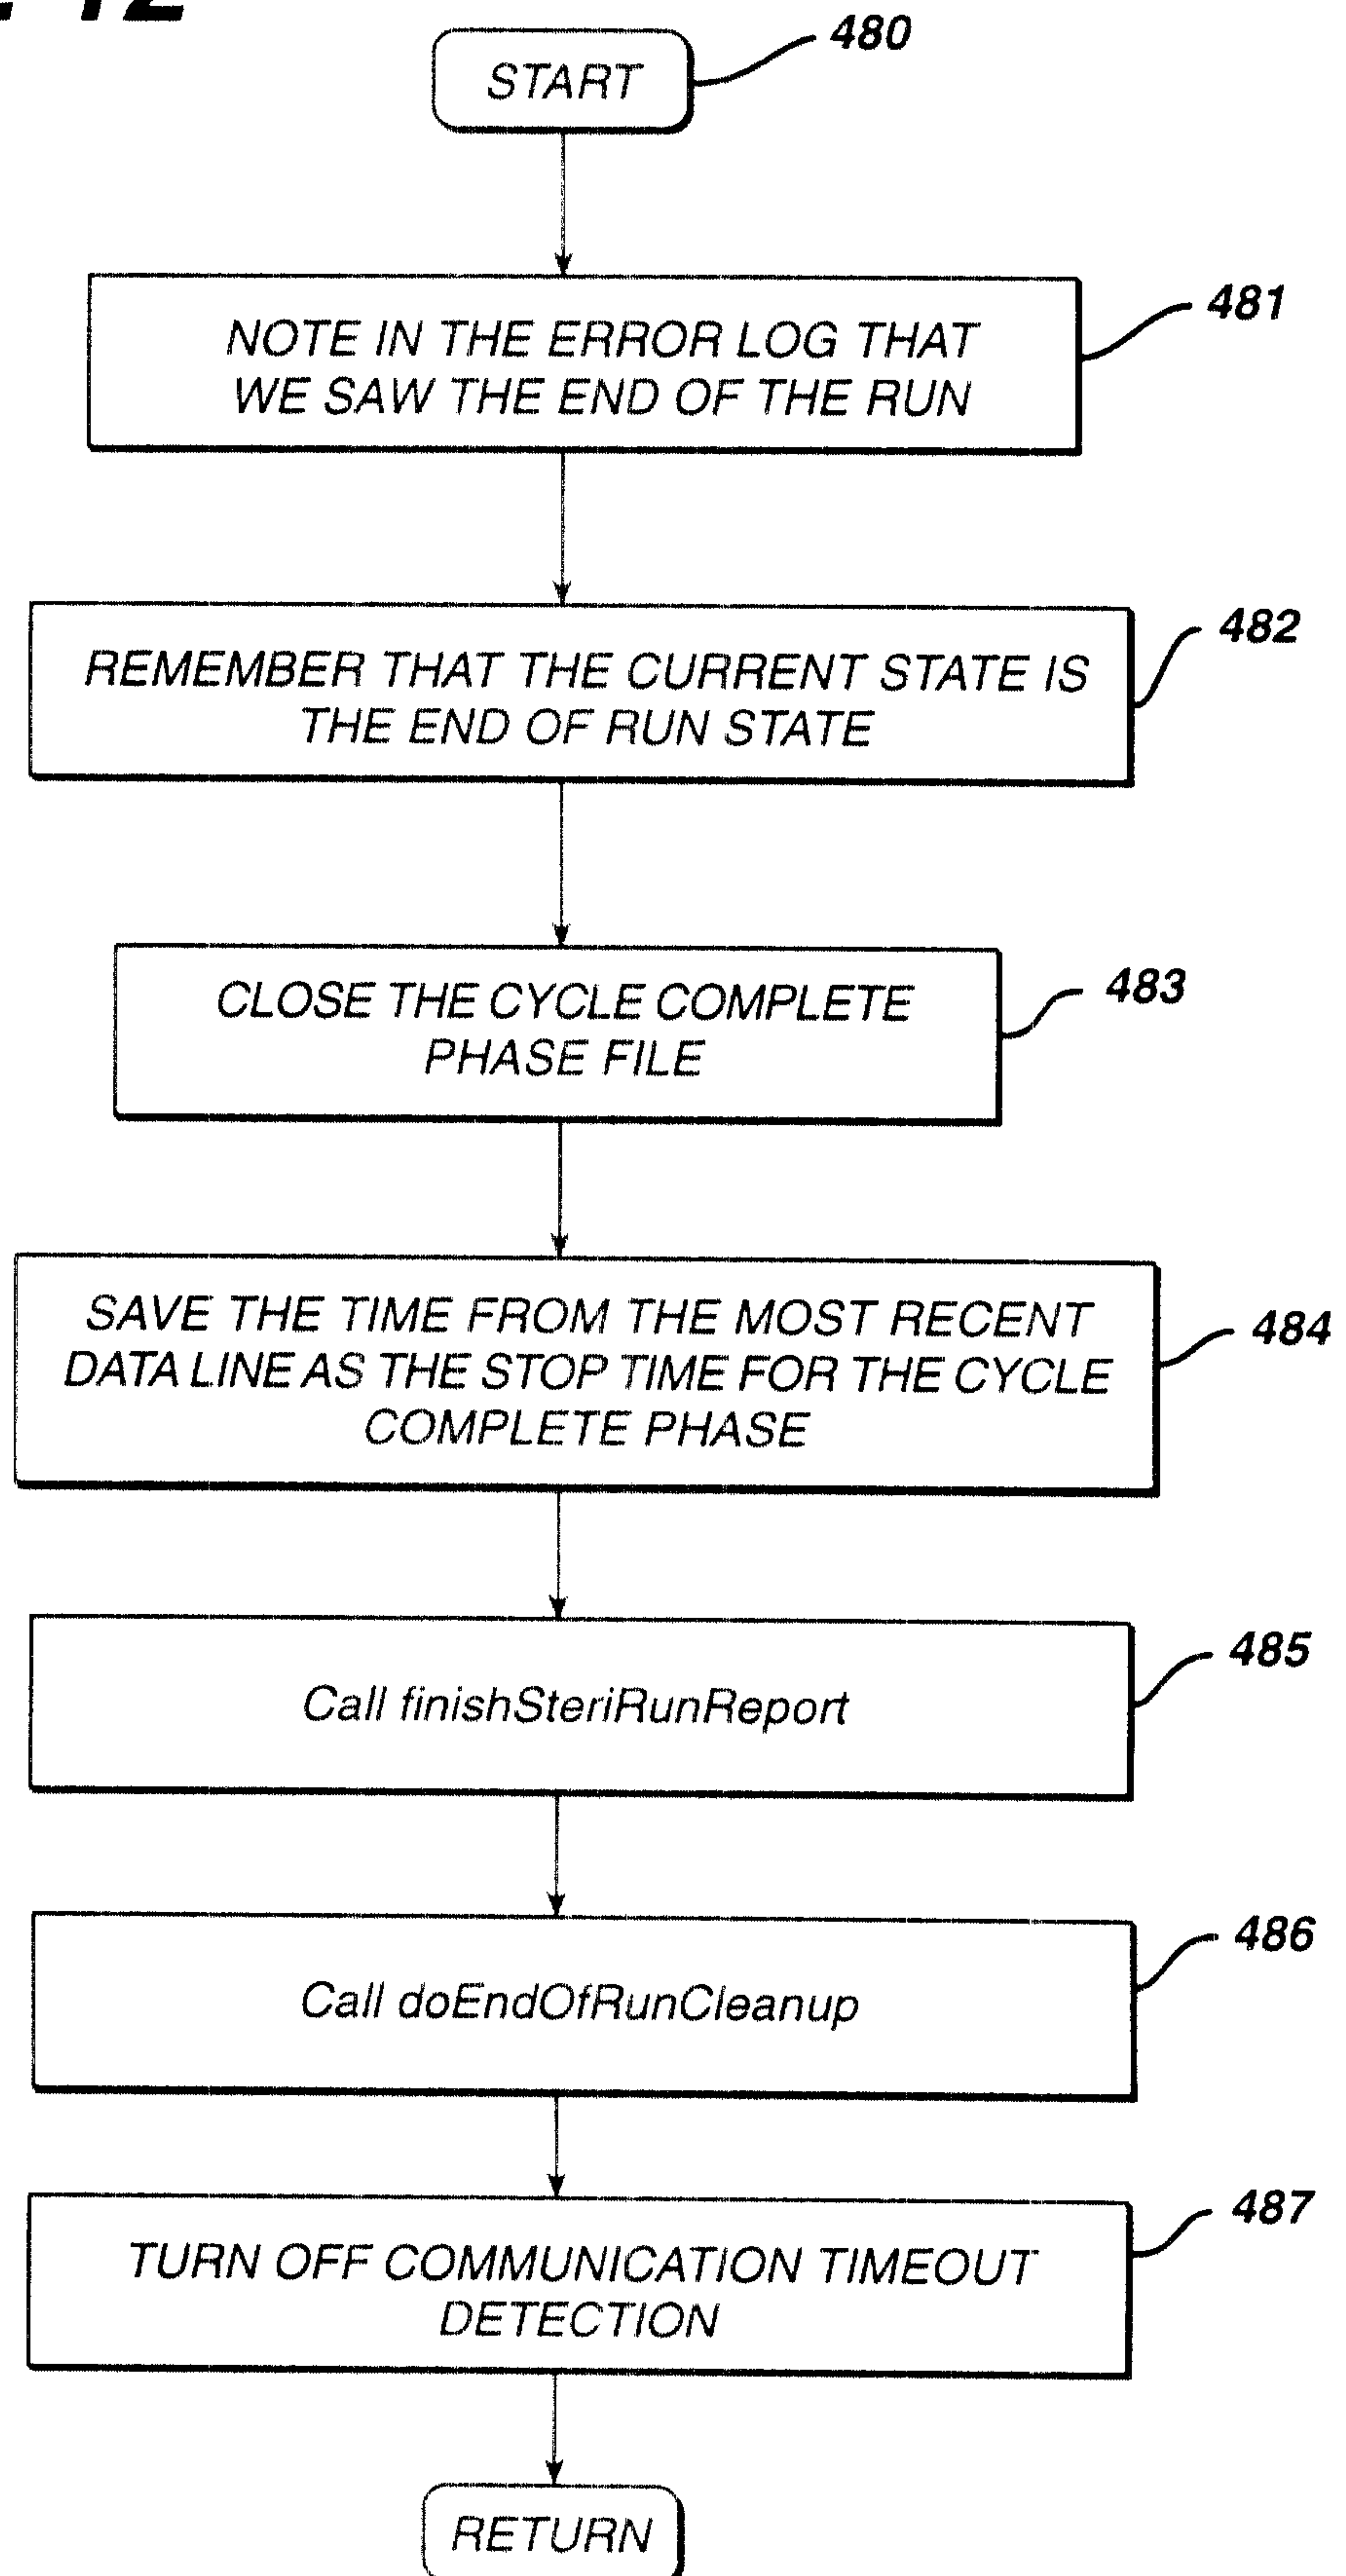 12
START
480
NOTE IN THE ERROR LOG THAT
WE SAW THE END OF THE RUN
481
REMEMBER THAT THE CURRENT STATE IS
THE END OF RUN STATE
482
CLOSE THE CYCLE COMPLETE
PHASE FILE
483
SAVE THE TIME FROM THE MOST RECENT
DATA LINE AS THE STOP TIME FOR THE CYCLE
COMPLETE PHASE
484
Call finishSteriRunReport
485
Call doEndOfRunCleanup
486
TURN OFF COMMUNICATION TIMEOUT
DETECTION
487
RETURN